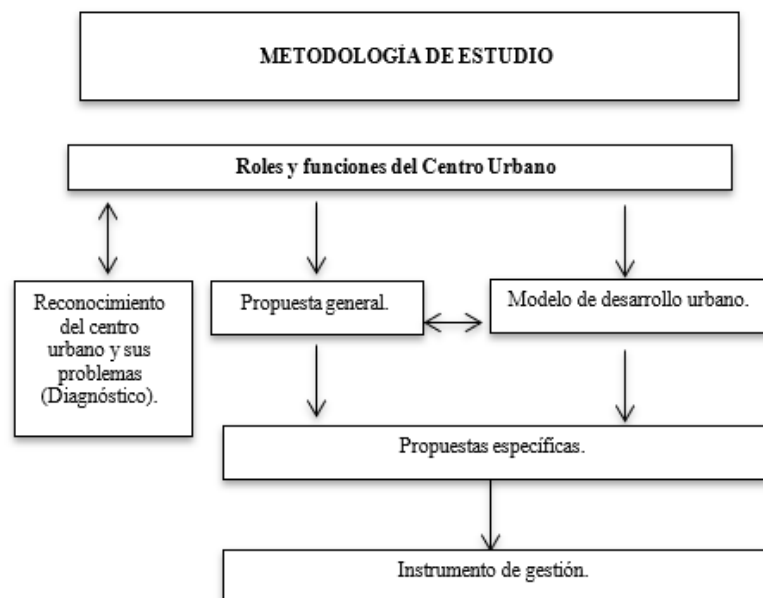 METODOLOGÍA DE ESTUDIO
Roles y funciones del Centro Urbano
Reconocimiento
del centro
urbano y sus
problemas
(Diagnóstico).
Propuesta general.
Modelo de desarrollo urbano.
Propuestas específicas.
Instrumento de gestión.